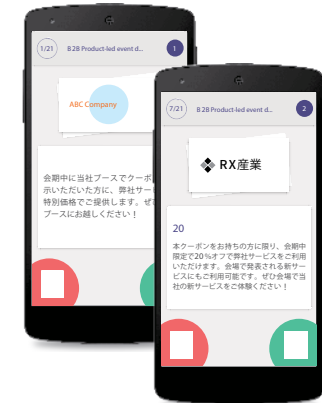 1/21
B2B Product-led event d...
1
ABC Company
会期中に当社ブースでクーポ
示いただいた方に、弊社サー
特別価格でご提供します。ぜ
ブースにお越しください！
7/21
B2B Product-led event d...
2
RX産業
20
本クーポンをお持ちの方に限り、会期中
限定で20%オフで弊社サービスをご利用
いただけます。会場で発表される新サー
ビスにもご利用可能です。ぜひ会場で当
社の新サービスをご体験ください！